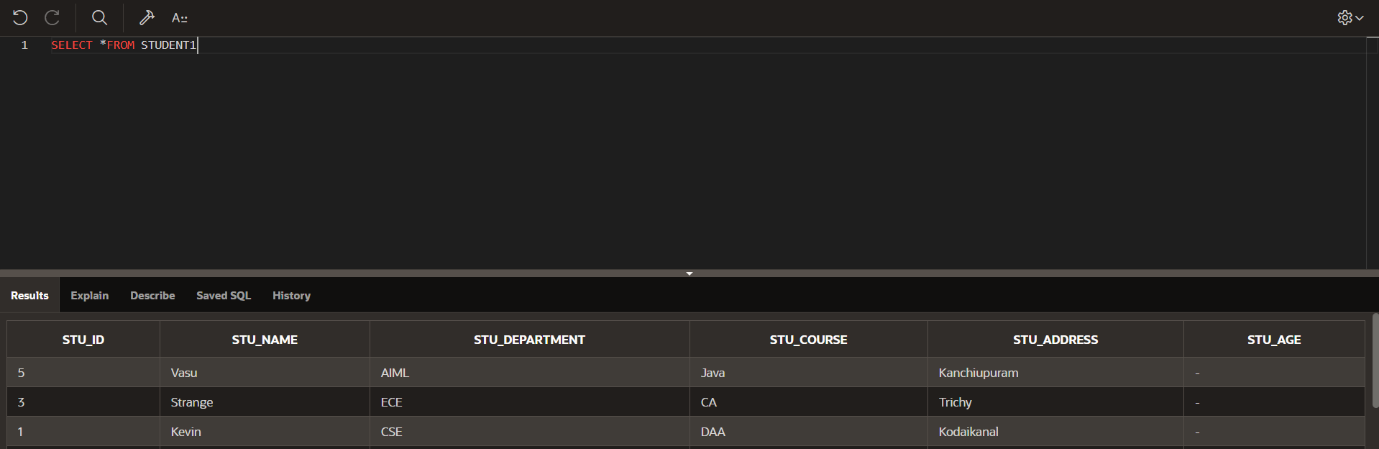 A::
1 SELECT *FROM STUDENT1
Results Explain Describe Saved SQL History
STU_ID STU_NAME STU_DEPARTMENT STU_COURSE STU_ADDRESS STU_AGE
5 Vasu AIML Java Kanchiupuram -
3 Strange ECE CA Trichy -
1 Kevin CSE DAA Kodaikanal -